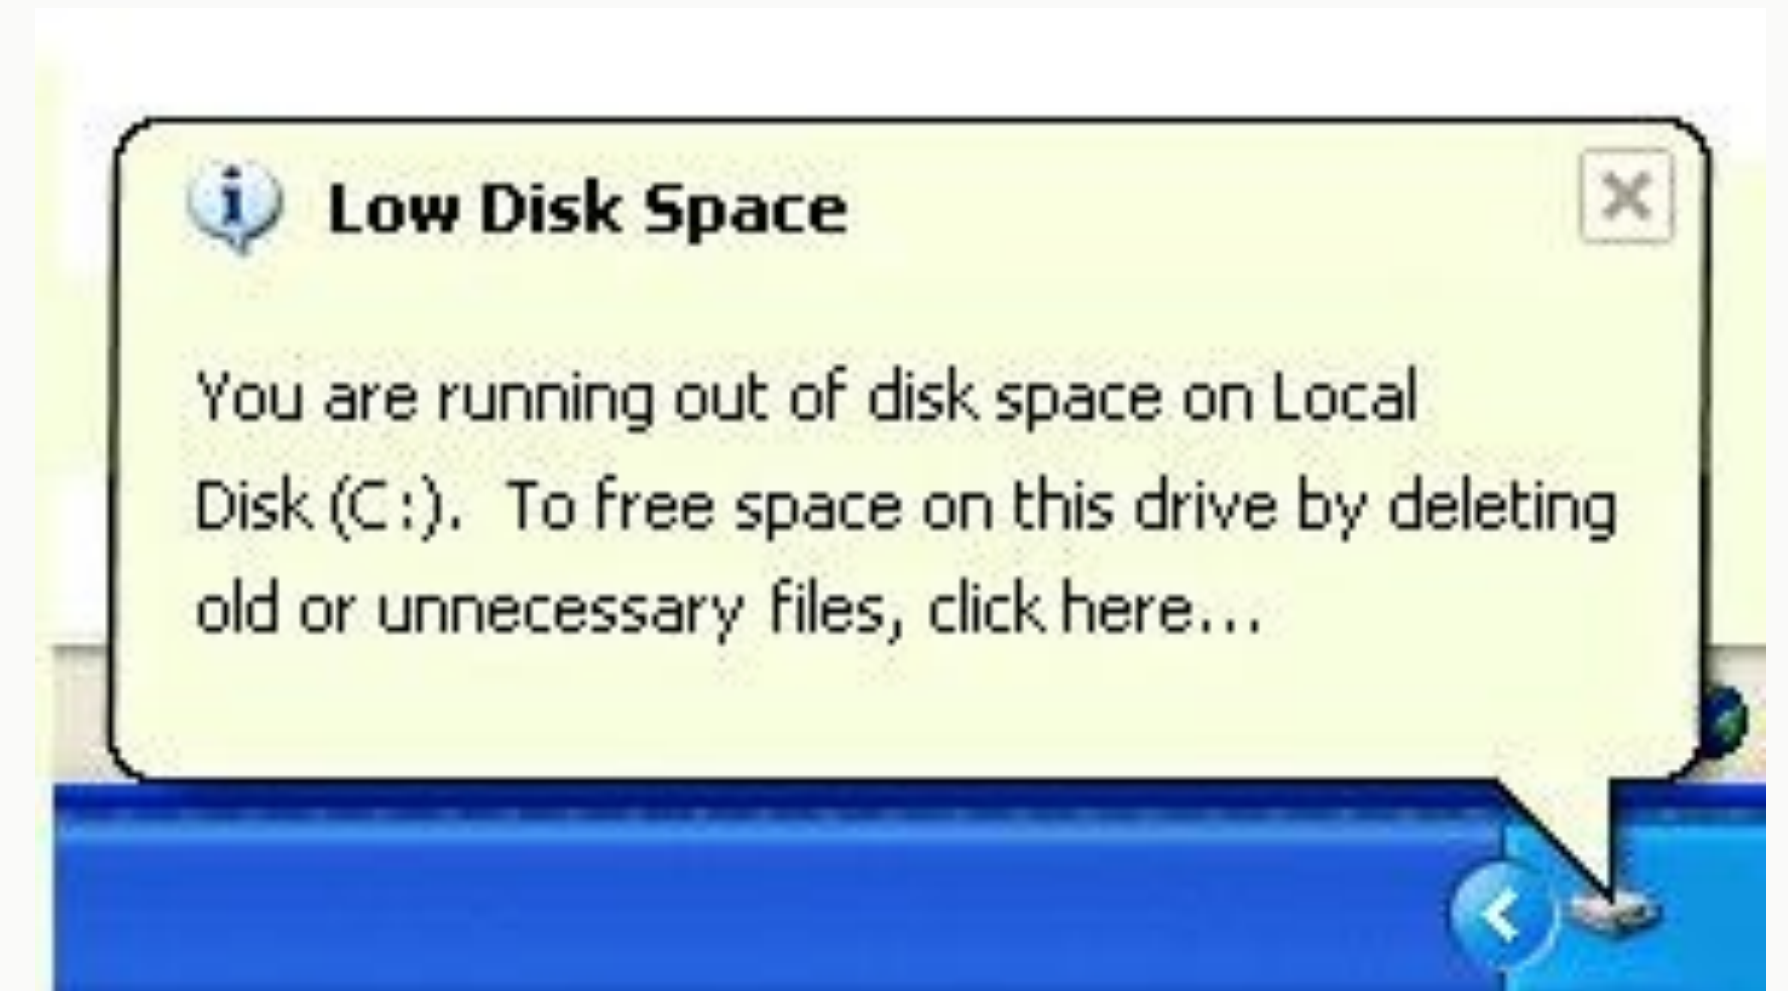 Low Disk Space
You are running out of disk space on Local
Disk (C:).  To free space on this drive by deleting
old or unnecessary files, click here...